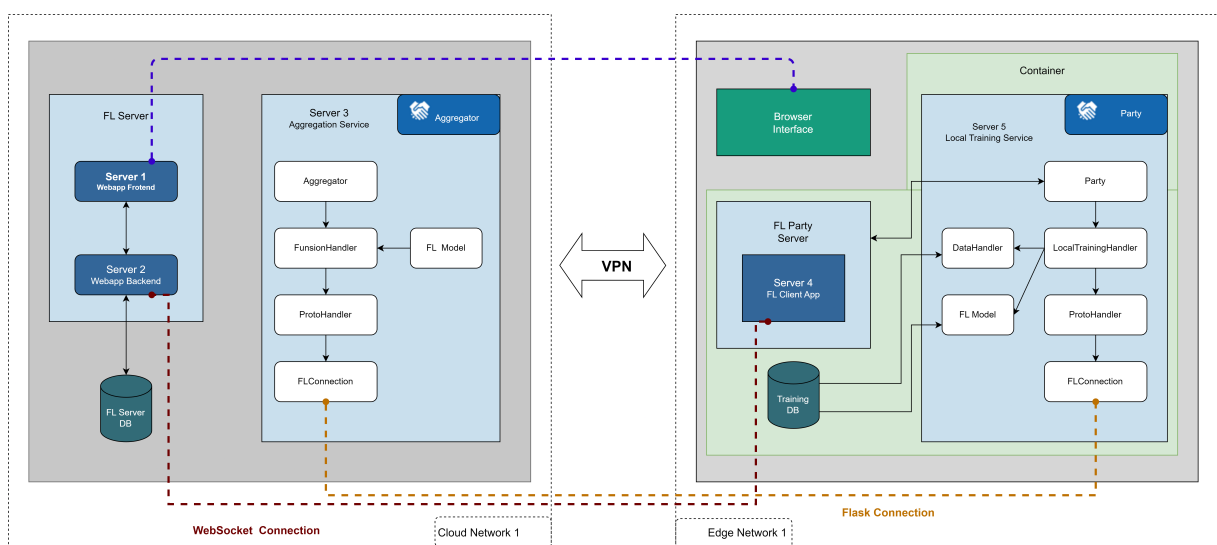 FL Server
Server 1
Webapp Frotend
Server 2
Webapp Backend
FL Server
DB
Server 3
Aggregation Service
Aggregator
Aggregator
FunsionHandler
FL Model
ProtoHandler
FLConnection
WebSocket Connection
Cloud Network 1
VPN
Browser
Interface
Container
Server 5
Local Training Service
Party
Party
FL Party
Server
Server 4
FL Client App
DataHandler
LocalTrainingHandler
FL Model
ProtoHandler
Training
DB
FLConnection
Flask Connection
Edge Network 1